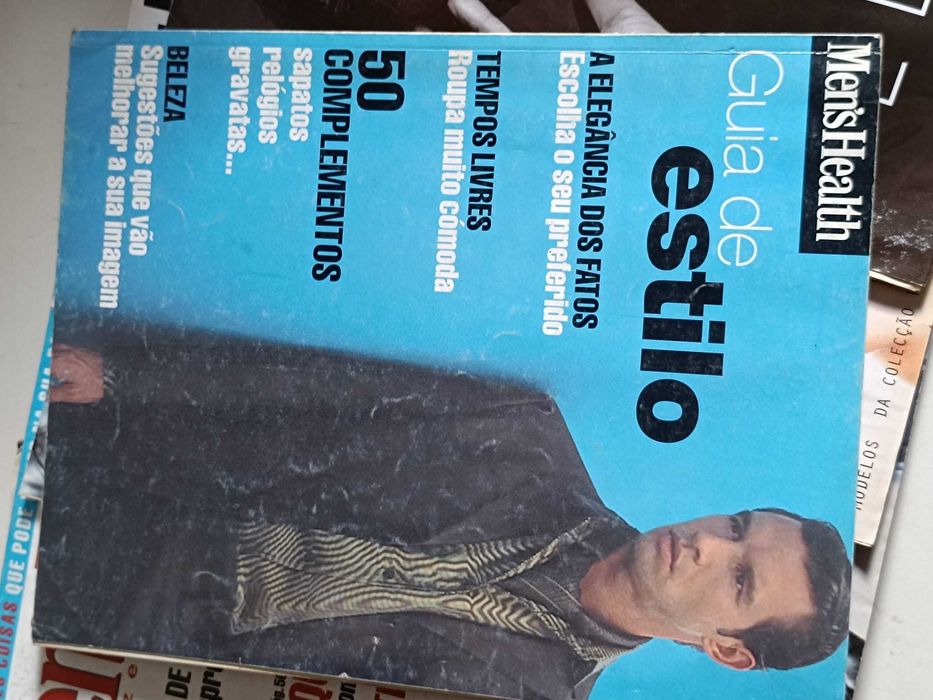 Men'sHealth
Guia de
estilo
A ELEGÂNCIA DOS FATOS
Escolha o seu preferido
TEMPOS LIVRES
Roupa muito cómoda
50
COMPLEMENTOS
sapatos
relógios
gravatas...
BELEZA
Sugestões que vão
melhorar a sua imagem
MODELOS DA COLECÇÃO
COISAS QUE PODE
DE